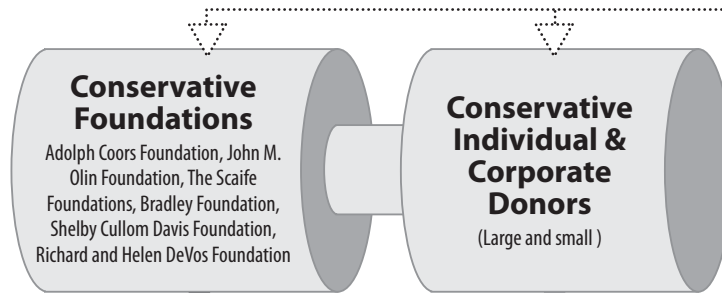 Conservative
Foundations
Adolph Coors Foundation, John M.
Olin Foundation, The Scaife
Foundations, Bradley Foundation,
Shelby Cullom Davis Foundation,
Richard and Helen DeVos Foundation
Conservative
Individual &
Corporate
Donors
(Large and small )